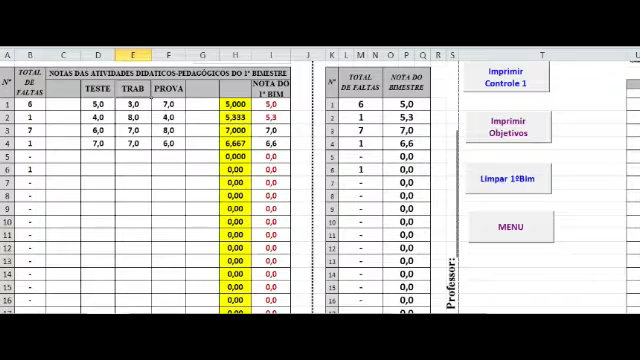 A B C D E F G H I J K L M N O P Q R S T
Nº TOTAL DE FALTAS NOTAS DAS ATIVIDADES DIDATICOS-PEDAGÓGICOS DO 1º BIMESTRE
TESTE TRAB PROVA NOTA DO 1º BIM
1 6 5,0 3,0 7,0 5,000 5,0
2 1 4,0 8,0 4,0 5,333 5,3
3 7 6,0 7,0 8,0 7,000 7,0
4 1 7,0 7,0 6,0 6,667 6,6
5 - 0,000 0,0
6 1 0,00 0,0
7 - 0,00 0,0
8 - 0,00 0,0
9 - 0,00 0,0
10 - 0,00 0,0
11 - 0,00 0,0
12 - 0,00 0,0
13 - 0,00 0,0
14 - 0,00 0,0
15 - 0,00 0,0
16 - 0,00 0,0
Nº TOTAL DE FALTAS NOTA DO BIMESTRE
1 6 5,0
2 1 5,3
3 7 7,0
4 1 6,6
5 - 0,0
6 1 0,0
7 - 0,0
8 - 0,0
9 - 0,0
10 - 0,0
11 - 0,0
12 - 0,0
13 - 0,0
14 - 0,0
15 - 0,0
16 - 0,0
Professor:
Imprimir
Controle 1
Imprimir
Objetivos
Limpar 1ºBim
MENU